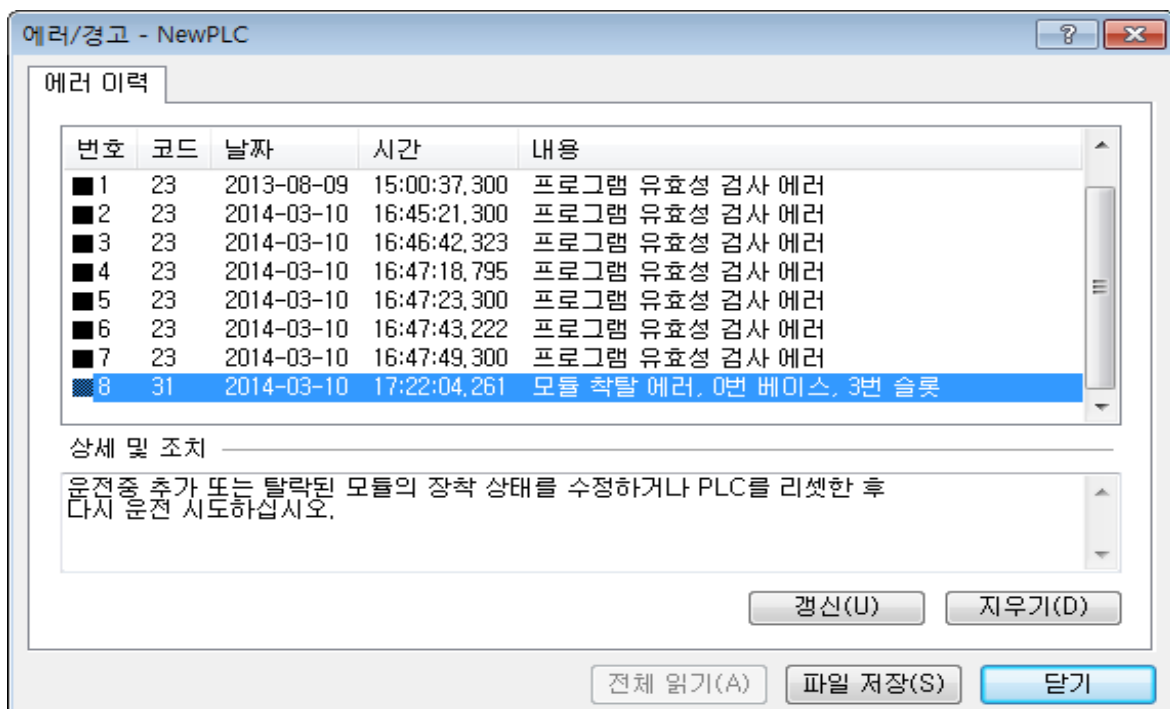 에러/경고 - NewPLC
에러 이력
번호 코드 날짜 시간 내용
1 23 2013-08-09 15:00:37,300 프로그램 유효성 검사 에러
2 23 2014-03-10 16:45:21,300 프로그램 유효성 검사 에러
3 23 2014-03-10 16:46:42,323 프로그램 유효성 검사 에러
4 23 2014-03-10 16:47:18,795 프로그램 유효성 검사 에러
5 23 2014-03-10 16:47:23,300 프로그램 유효성 검사 에러
6 23 2014-03-10 16:47:43,222 프로그램 유효성 검사 에러
7 23 2014-03-10 16:47:49,300 프로그램 유효성 검사 에러
8 31 2014-03-10 17:22:04,261 모듈 착탈 에러, 0번 베이스, 3번 슬롯
상세 및 조치
운전중 추가 또는 탈락된 모듈의 장착 상태를 수정하거나 PLC를 리셋한 후
다시 운전 시도하십시오.
갱신(U) 지우기(D)
전체 읽기(A) 파일 저장(S) 닫기